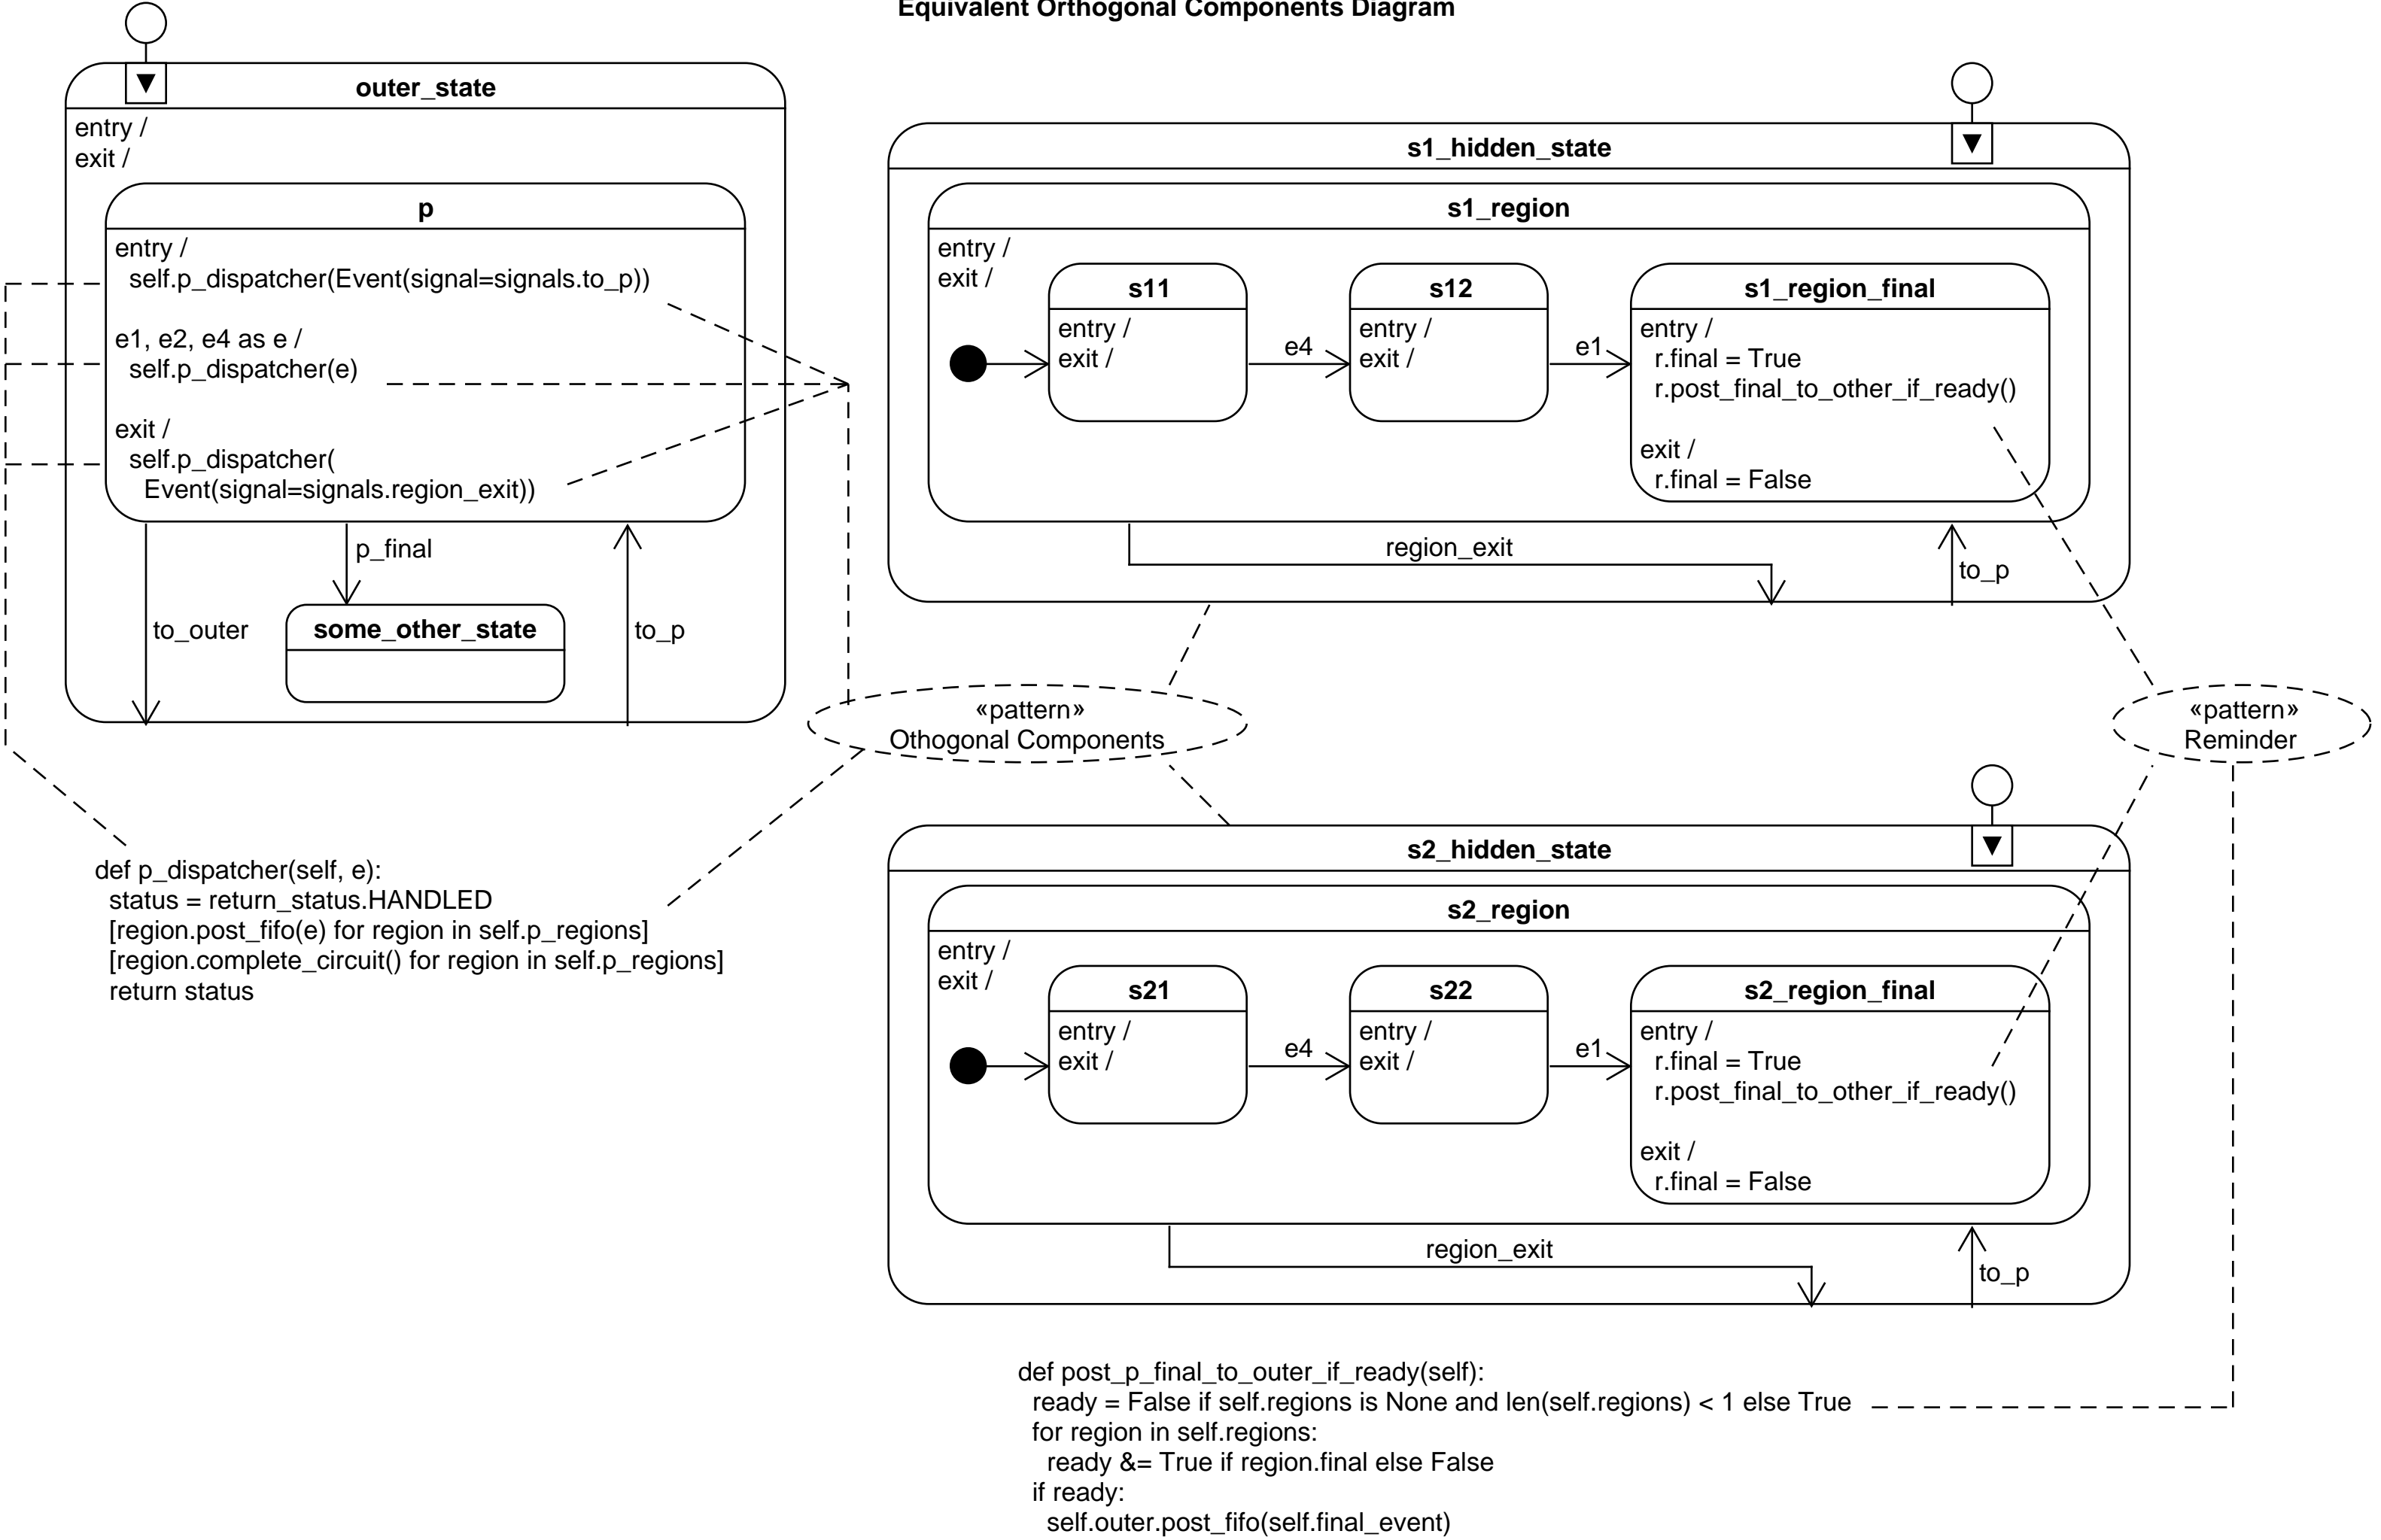 Equivalent Orthogonal Components Diagram
outer_state
entry /
exit /
p
entry /
self.p_dispatcher(Event(signal=signals.to_p))
e1, e2, e4 as e /
self.p_dispatcher(e)
exit /
self.p_dispatcher(
Event(signal=signals.region_exit))
p_final
to_outer
some_other_state
to_p
s1_hidden_state
s1_region
entry /
exit /
s11
entry /
exit /
e4
s12
entry /
exit /
e1
s1_region_final
entry /
r.final = True
r.post_final_to_other_if_ready()
exit /
r.final = False
region_exit
to_p
«pattern»
Othogonal Components
«pattern»
Reminder
def p_dispatcher(self, e):
status = return_status.HANDLED
[region.post_fifo(e) for region in self.p_regions]
[region.complete_circuit() for region in self.p_regions]
return status
s2_hidden_state
s2_region
entry /
exit /
s21
entry /
exit /
e4
s22
entry /
exit /
e1
s2_region_final
entry /
r.final = True
r.post_final_to_other_if_ready()
exit /
r.final = False
region_exit
to_p
def post_p_final_to_outer_if_ready(self):
ready = False if self.regions is None and len(self.regions) < 1 else True
for region in self.regions:
ready &= True if region.final else False
if ready:
self.outer.post_fifo(self.final_event)